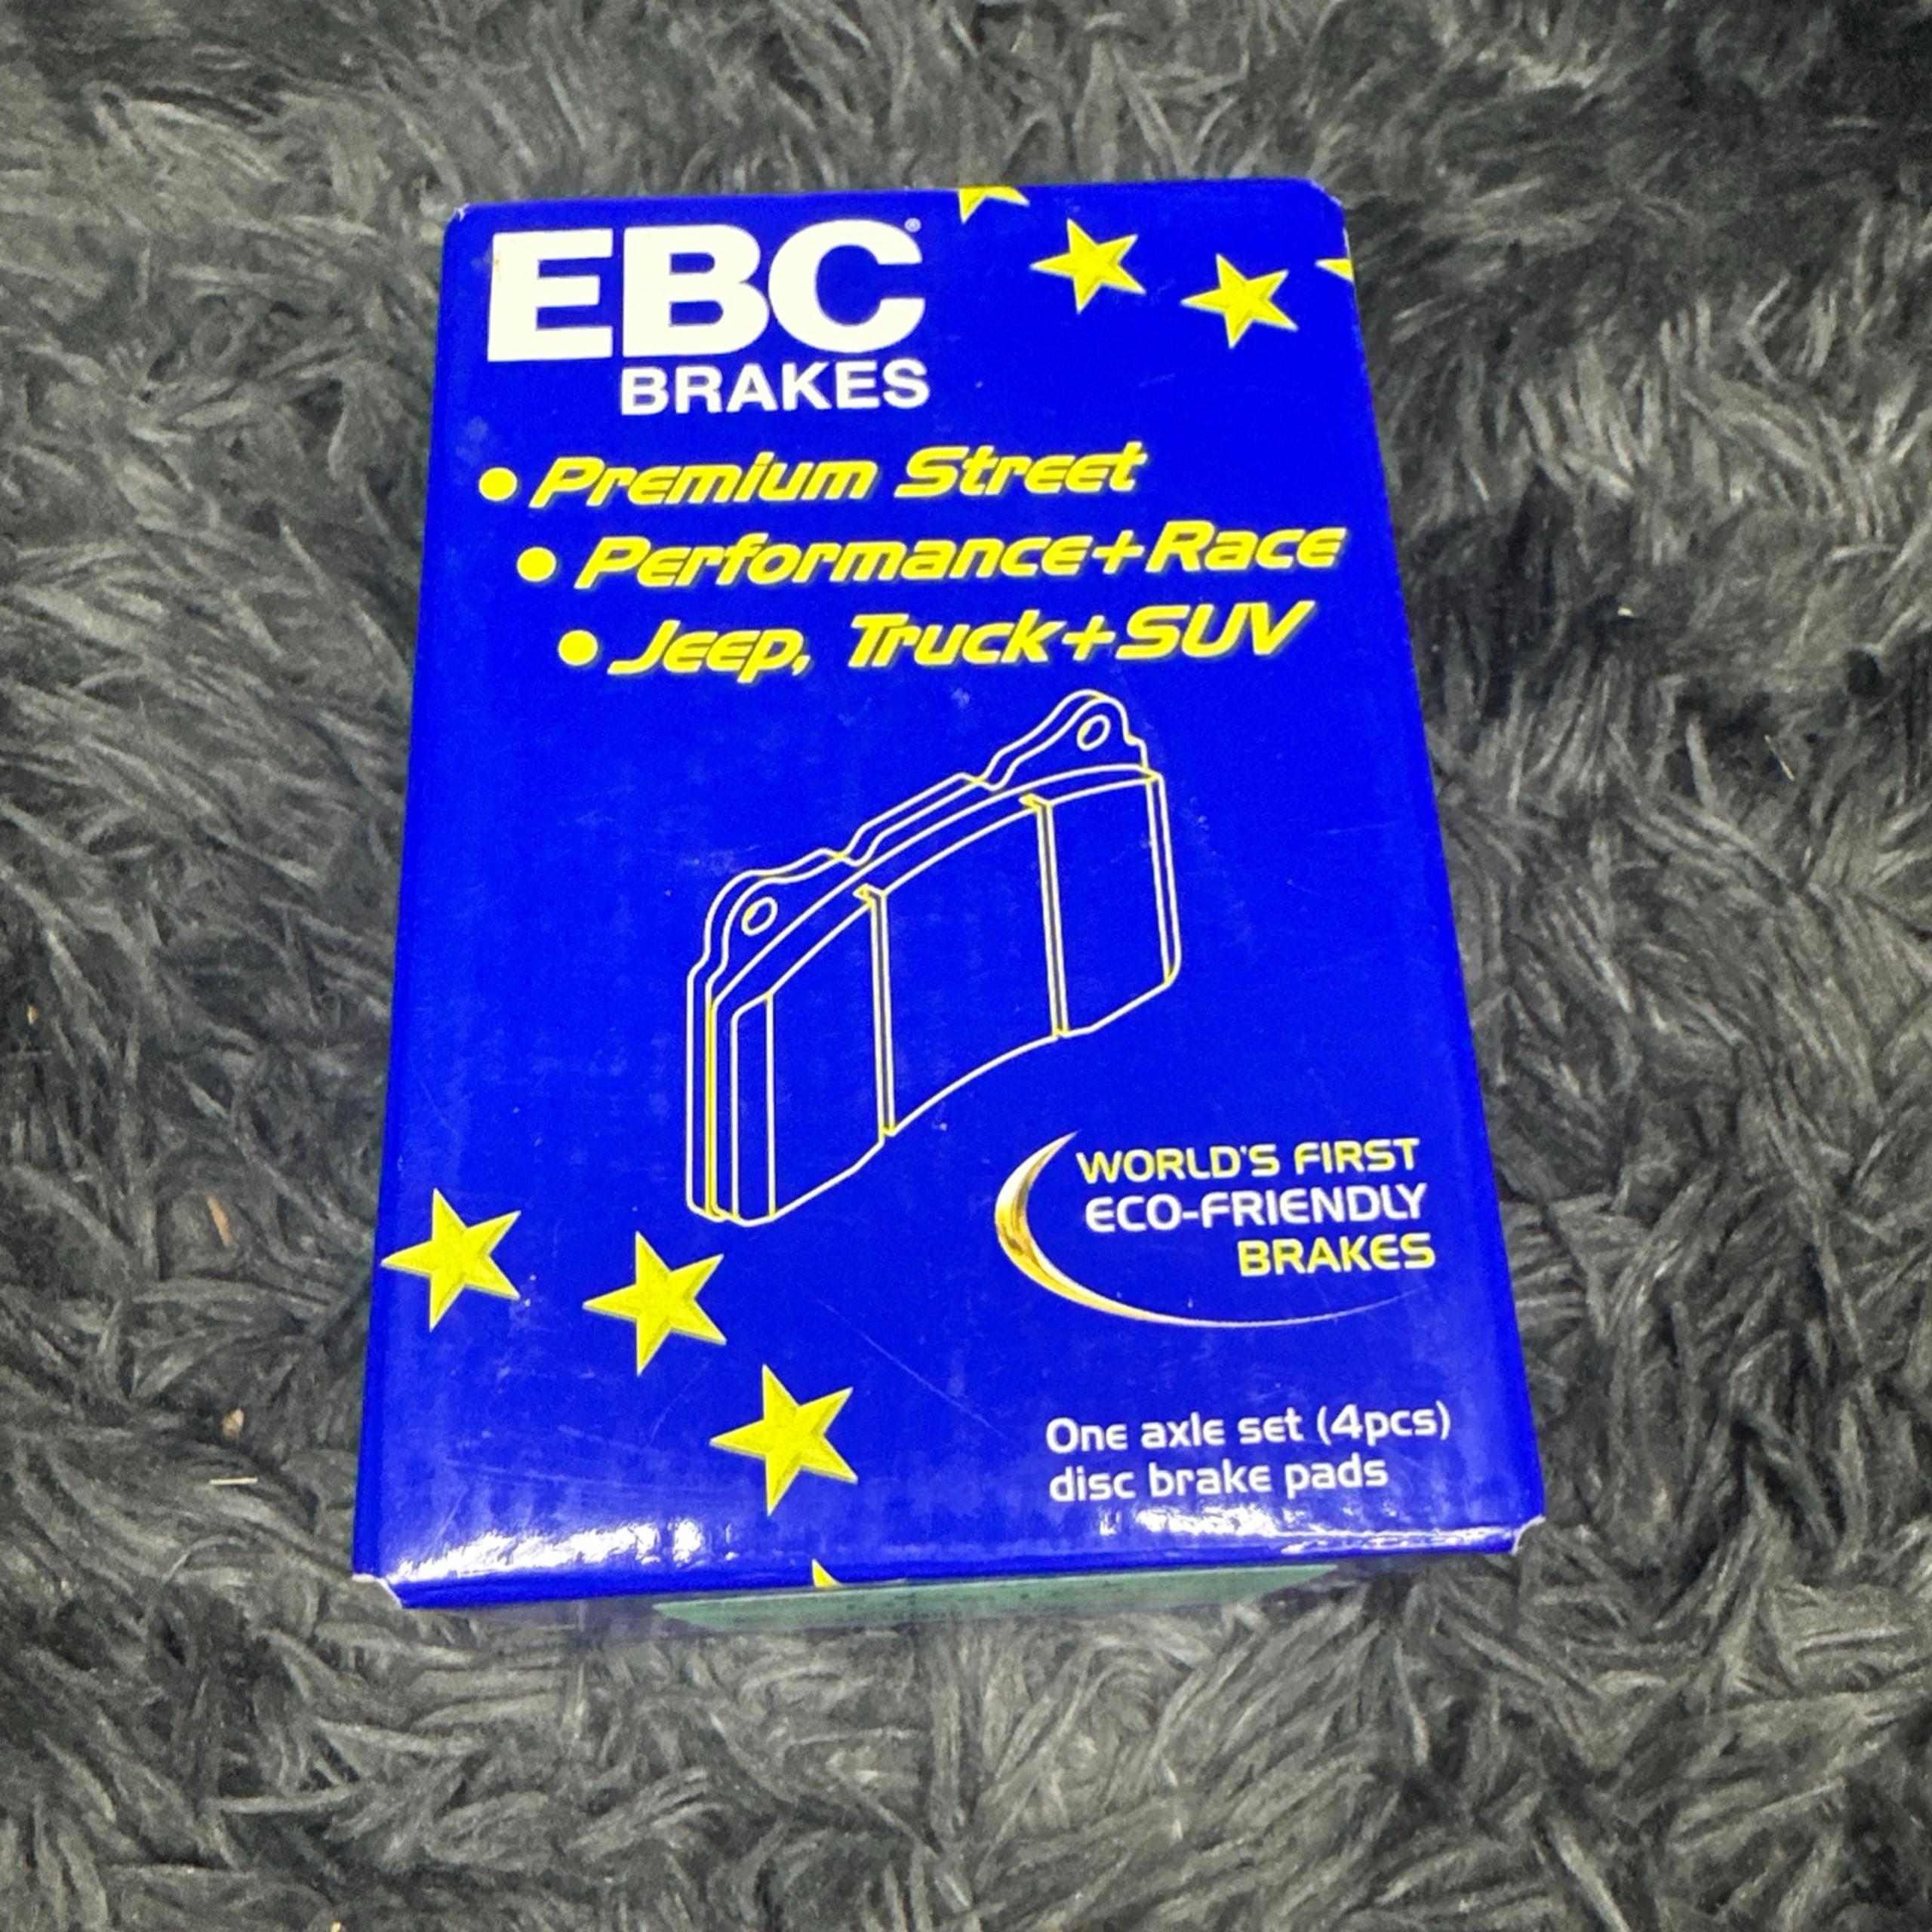 EBC®
BRAKES
• Premium Street
• Performance+Race
• Jeep, Truck+SUV
WORLD'S FIRST
ECO-FRIENDLY
BRAKES
One axle set (4pcs)
disc brake pads